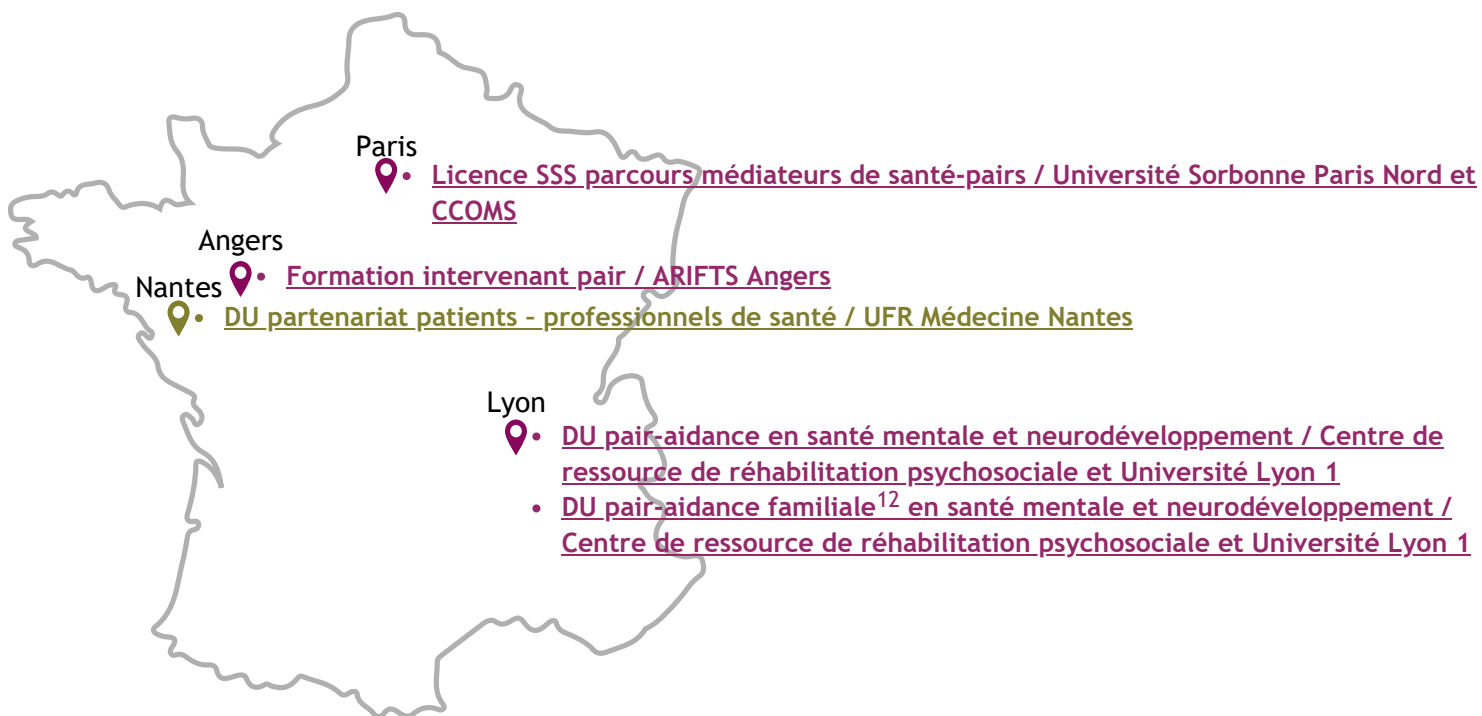 Paris
• Licence SSS parcours médiateurs de santé-pairs / Université Sorbonne Paris Nord et
CCOMS
Angers
• Formation intervenant pair / ARIFTS Angers
Nantes
• DU partenariat patients – professionnels de santé / UFR Médecine Nantes
Lyon
• DU pair-aidance en santé mentale et neurodéveloppement / Centre de
ressource de réhabilitation psychosociale et Université Lyon 1
• DU pair-aidance familiale12 en santé mentale et neurodéveloppement /
Centre de ressource de réhabilitation psychosociale et Université Lyon 1